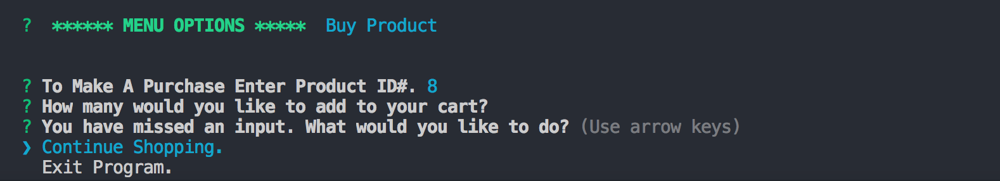 ? ****** MENU OPTIONS ***** Buy Product
? To Make A Purchase Enter Product ID#. 8
? How many would you like to add to your cart?
? You have missed an input. What would you like to do? (Use arrow keys)
❯ Continue Shopping.
Exit Program.